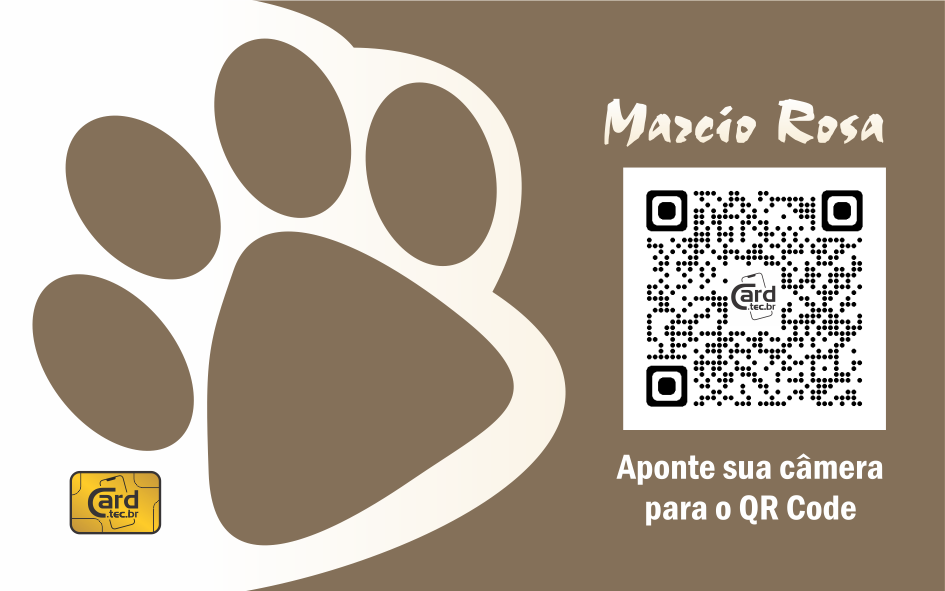 Marcio Rosa
Card
.tec.br
Aponte sua câmera
para o QR Code
Card
.tec.br